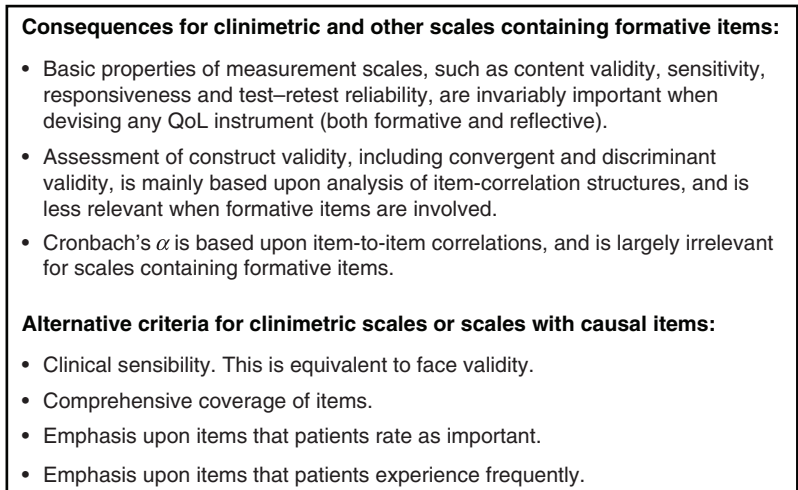 Consequences for clinimetric and other scales containing formative items:
• Basic properties of measurement scales, such as content validity, sensitivity,
responsiveness and test–retest reliability, are invariably important when
devising any QoL instrument (both formative and reflective).
• Assessment of construct validity, including convergent and discriminant
validity, is mainly based upon analysis of item-correlation structures, and is
less relevant when formative items are involved.
• Cronbach's α is based upon item-to-item correlations, and is largely irrelevant
for scales containing formative items.
Alternative criteria for clinimetric scales or scales with causal items:
• Clinical sensibility. This is equivalent to face validity.
• Comprehensive coverage of items.
• Emphasis upon items that patients rate as important.
• Emphasis upon items that patients experience frequently.